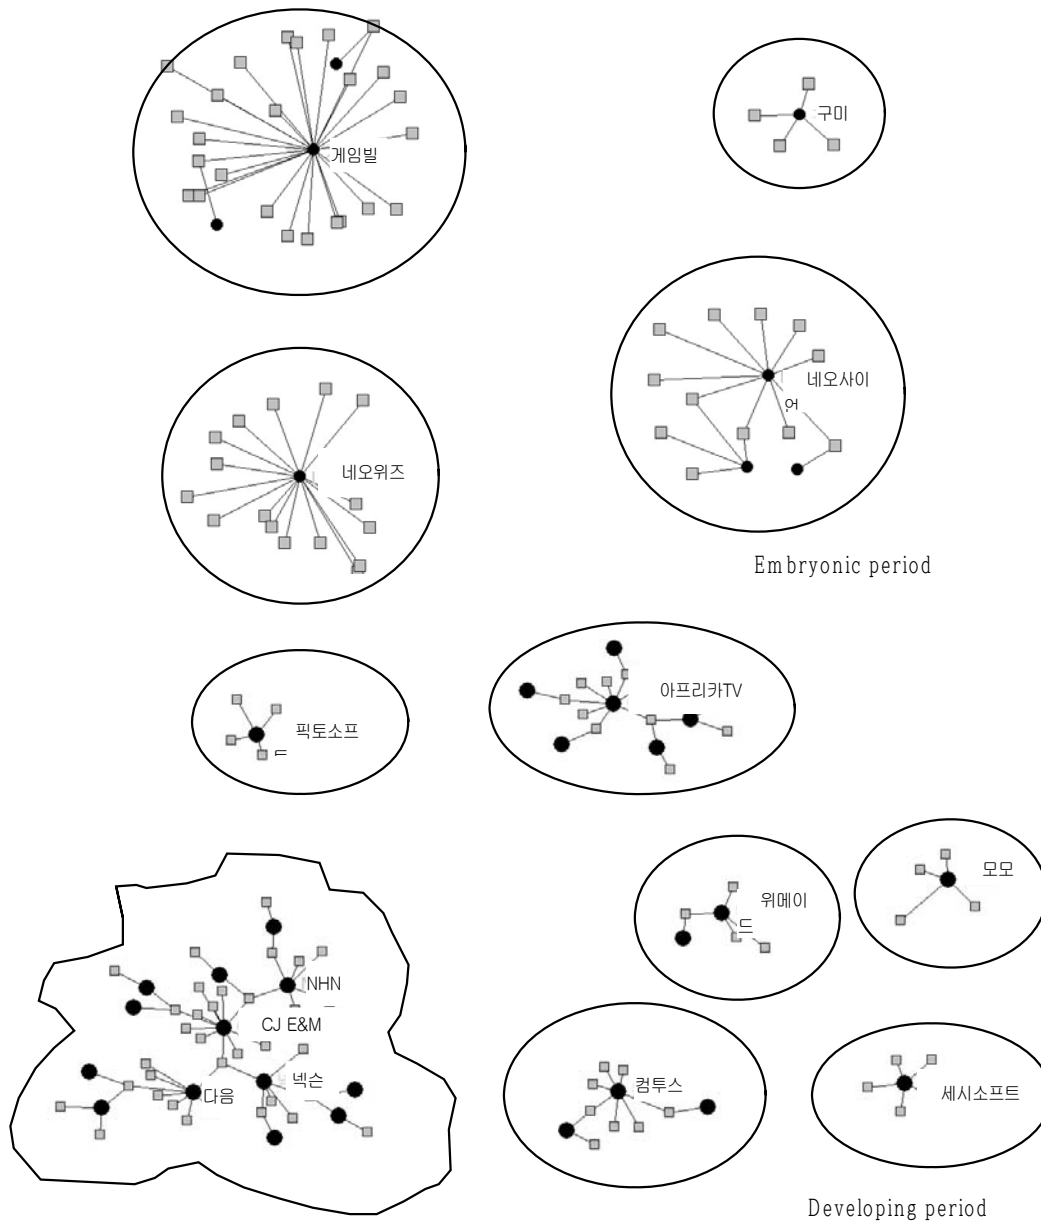 구미
게임빌
네오사이
언
네오위즈
Embryonic period
아프리카TV
픽토소프
트
모모
위메이
드
NHN
CJ E&M
넥슨
다음
컴투스
세시소프트
Developing period